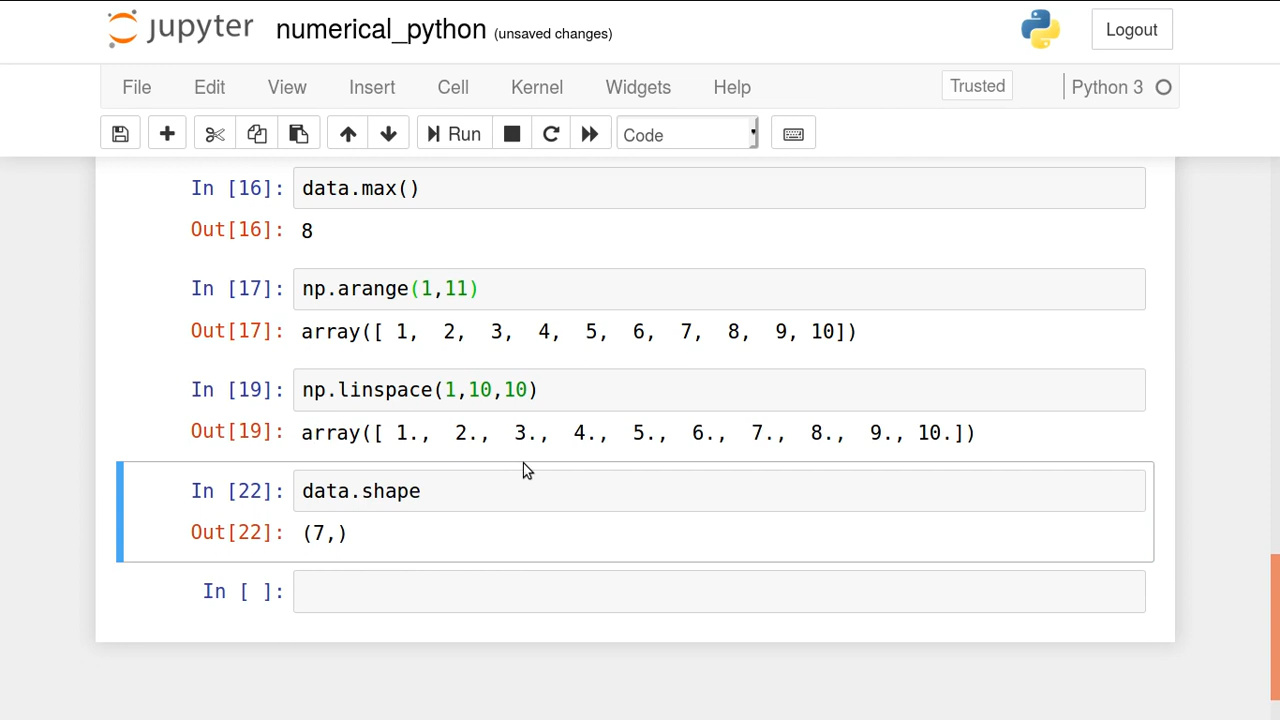 jupyter numerical_python (unsaved changes) Logout
File Edit View Insert Cell Kernel Widgets Help Trusted Python 3
Run Code
In [16]: data.max()
Out[16]: 8
In [17]: np.arange(1,11)
Out[17]: array([ 1,  2,  3,  4,  5,  6,  7,  8,  9, 10])
In [19]: np.linspace(1,10,10)
Out[19]: array([ 1.,  2.,  3.,  4.,  5.,  6.,  7.,  8.,  9., 10.])
In [22]: data.shape
Out[22]: (7,)
In [ ]: